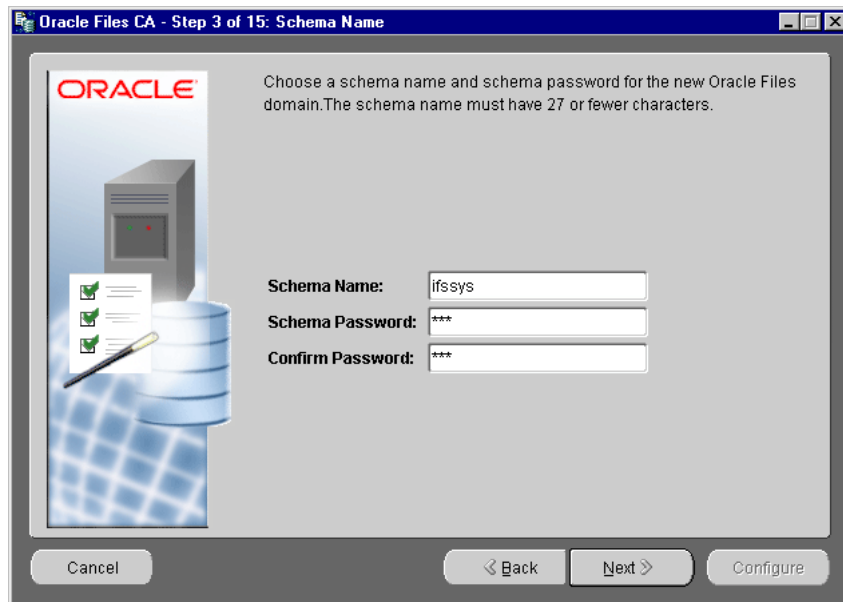 Oracle Files CA - Step 3 of 15: Schema Name
ORACLE
Choose a schema name and schema password for the new Oracle Files
domain.The schema name must have 27 or fewer characters.
Schema Name: ifssys
Schema Password: ***
Confirm Password: ***
Cancel Back Next Configure